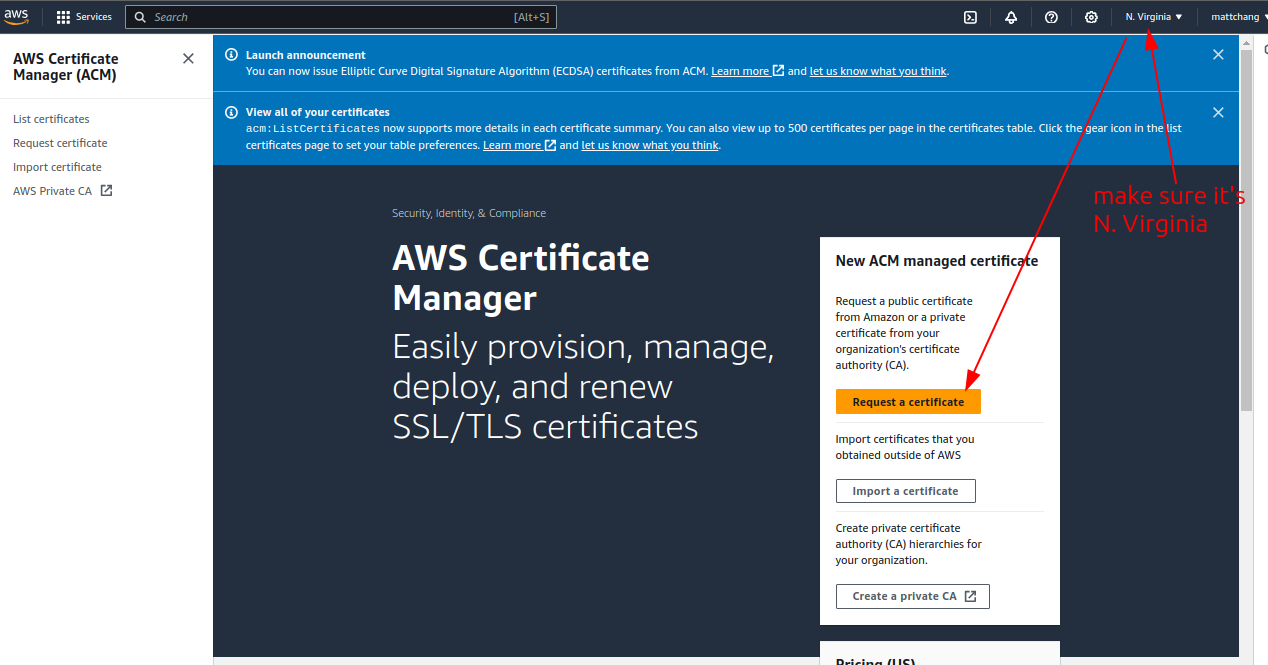 aws
Services
Search
[Alt+S]
N. Virginia
mattchang
AWS Certificate
Manager (ACM)
List certificates
Request certificate
Import certificate
AWS Private CA
Launch announcement
You can now issue Elliptic Curve Digital Signature Algorithm (ECDSA) certificates from ACM. Learn more and let us know what you think.
View all of your certificates
acm:ListCertificates now supports more details in each certificate summary. You can also view up to 500 certificates per page in the certificates table. Click the gear icon in the list
certificates page to set your table preferences. Learn more and let us know what you think.
make sure it's
N. Virginia
Security, Identity, & Compliance
AWS Certificate
Manager
Easily provision, manage,
deploy, and renew
SSL/TLS certificates
New ACM managed certificate
Request a public certificate
from Amazon or a private
certificate from your
organization's certificate
authority (CA).
Request a certificate
Import certificates that you
obtained outside of AWS
Import a certificate
Create private certificate
authority (CA) hierarchies for
your organization.
Create a private CA
Pricing (US)